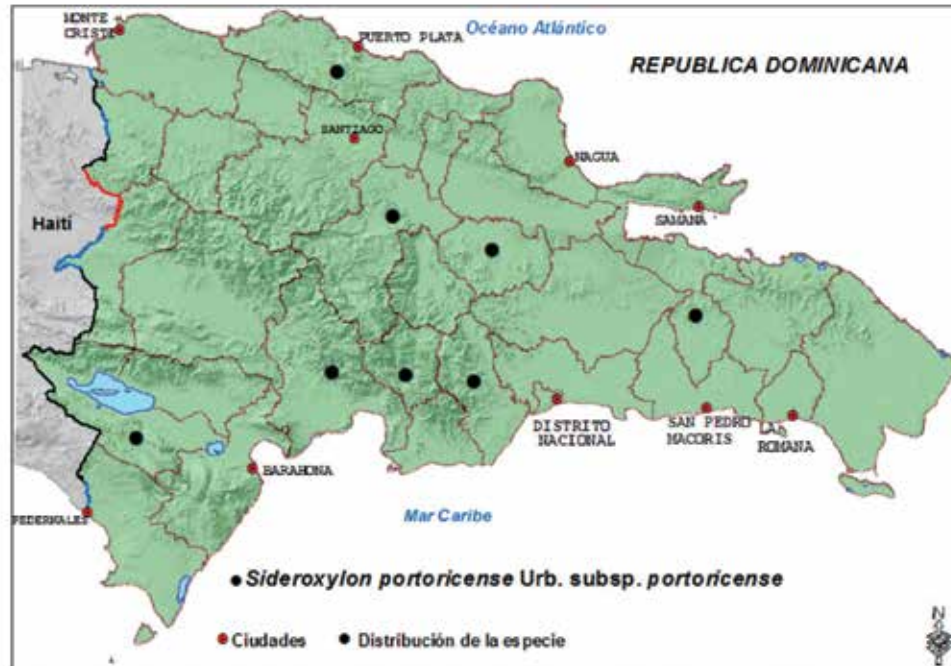 MONTE
CRISTI
PUERTO PLATA
Océano Atlántico
REPUBLICA DOMINICANA
SANTIAGO
NAGUA
SAMANA
Haití
DISTRITO
NACIONAL
SAN PEDRO
MACORIS
LA
ROMANA
BARAHONA
PEDERNALES
Mar Caribe
Sideroxylon portoricense Urb. subsp. portoricense
Ciudades
Distribución de la especie
N